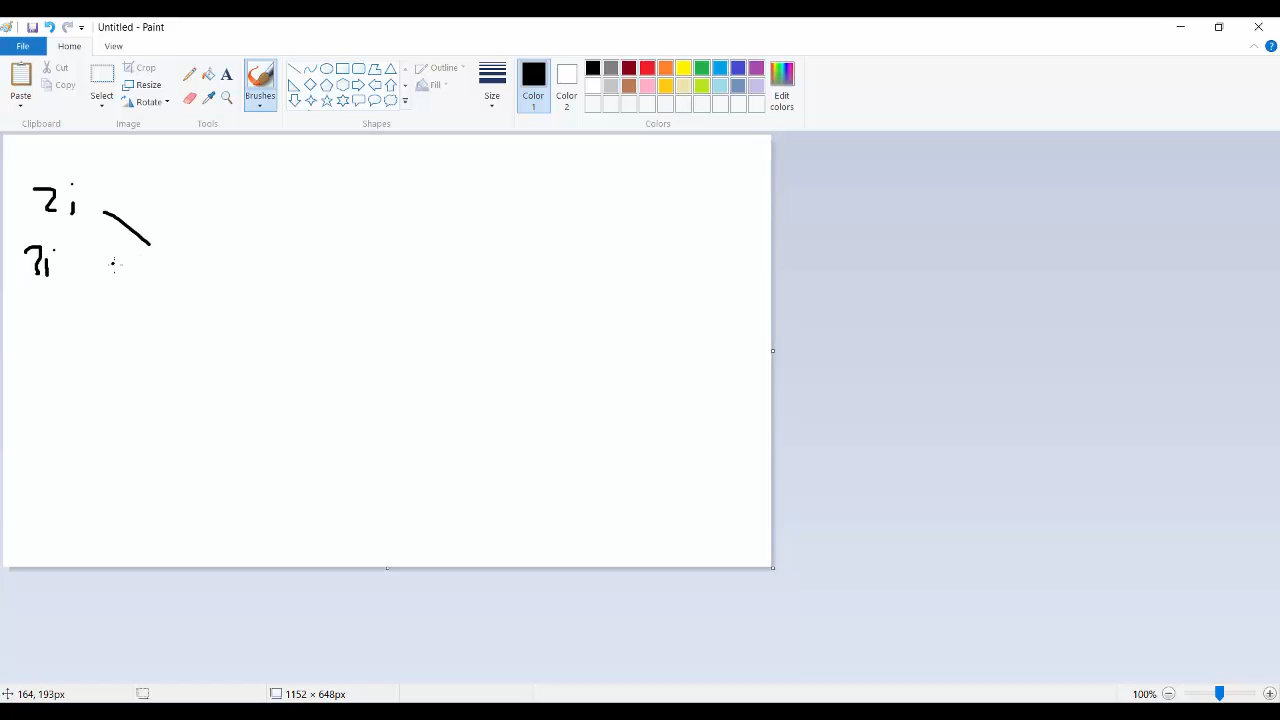 Untitled - Paint
File Home View
Paste Cut Copy Select Crop Resize Rotate Brushes Outline Fill Size Color 1 Color 2 Edit colors
Clipboard Image Tools Shapes Colors
164, 193px 1152 × 648px 100%